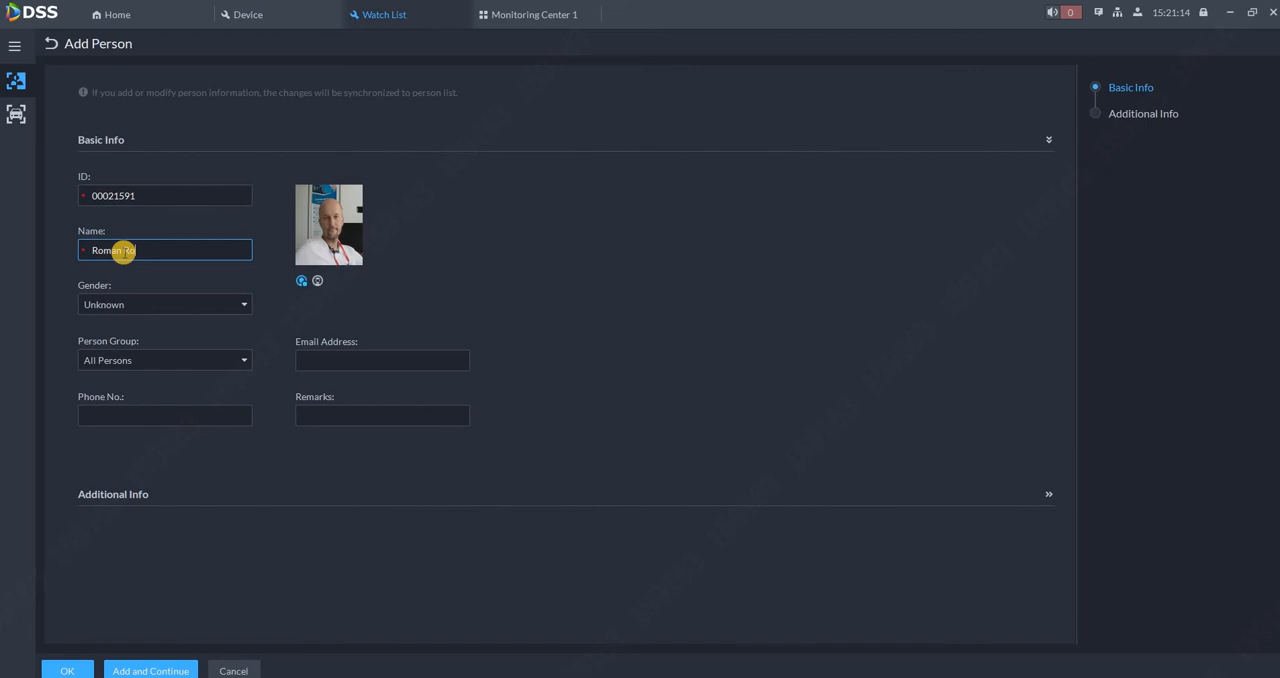 DSS Home Device Watch List Monitoring Center 1 0 15:21:14
Add Person
If you add or modify person information, the changes will be synchronized to person list.
Basic Info
Additional Info
Basic Info
ID:
* 00021591
Name:
* Roman Ro
Gender:
Unknown
Person Group: Email Address:
All Persons
Phone No.: Remarks:
Additional Info
OK Add and Continue Cancel